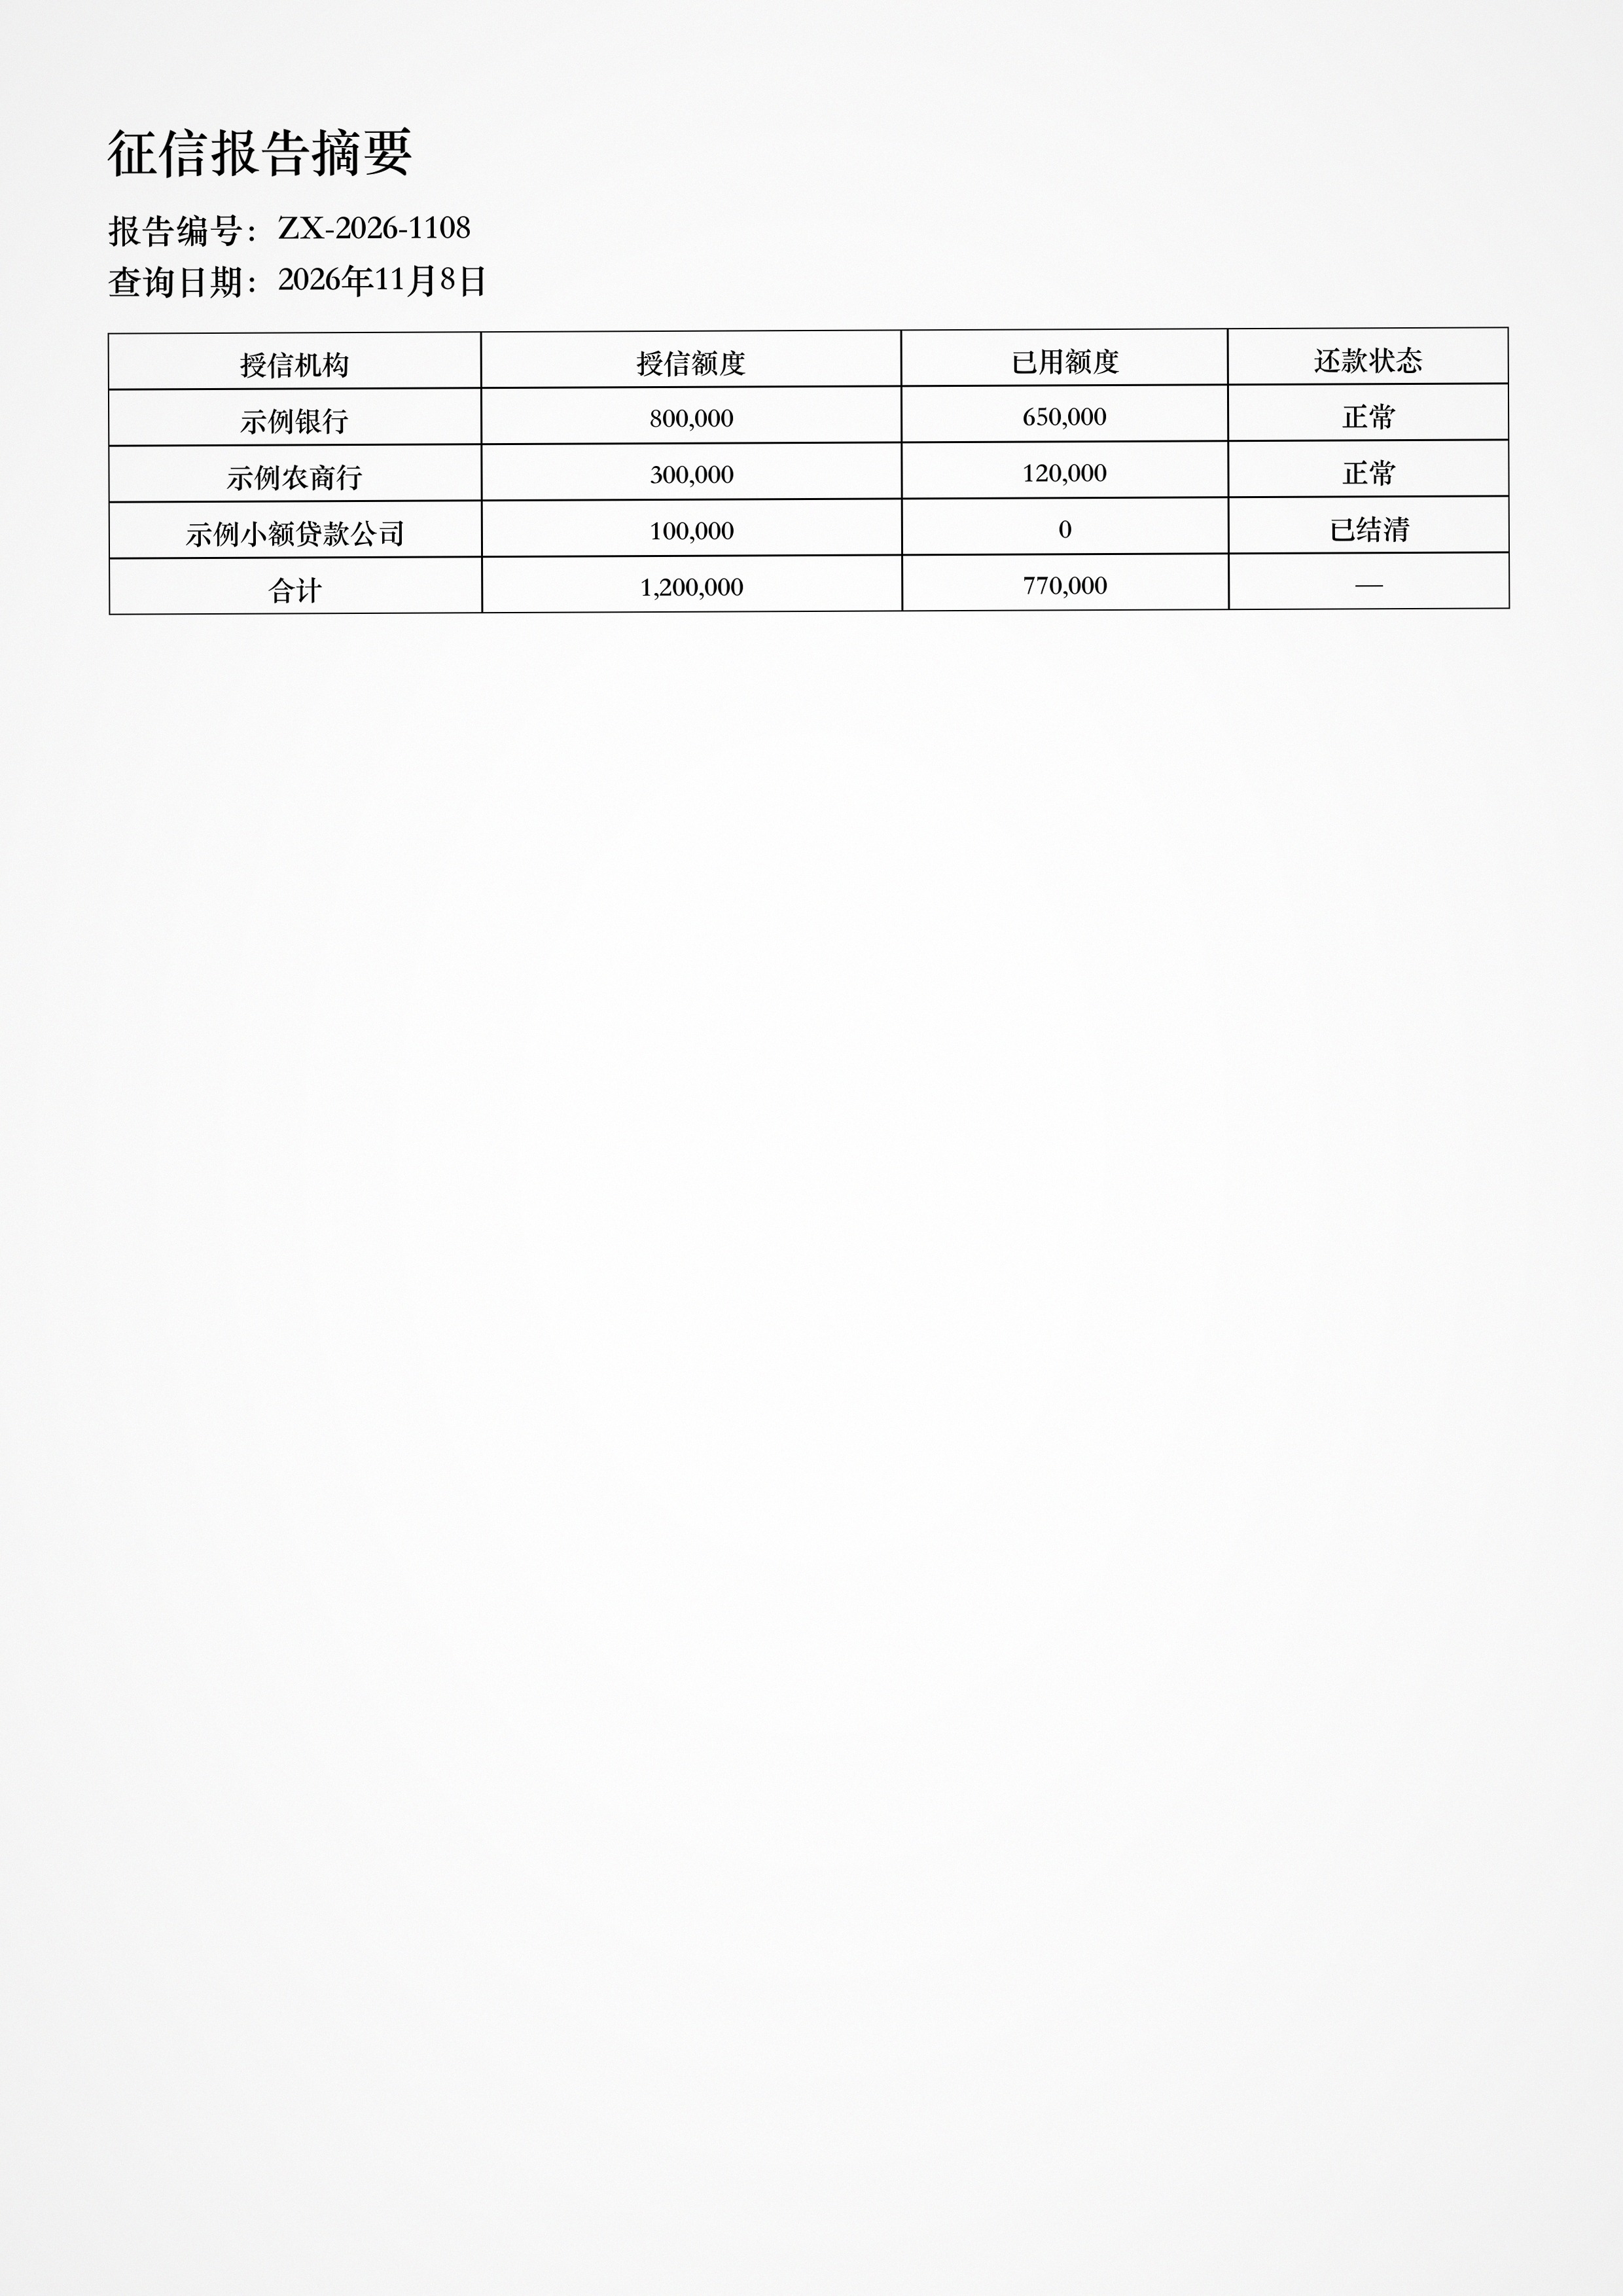 征信报告摘要
报告编号： ZX-2026-1108
查询日期： 2026年11月8日
授信机构 授信额度 已用额度 还款状态
示例银行 800,000 650,000 正常
示例农商行 300,000 120,000 正常
示例小额贷款公司 100,000 0 已结清
合计 1,200,000 770,000 —